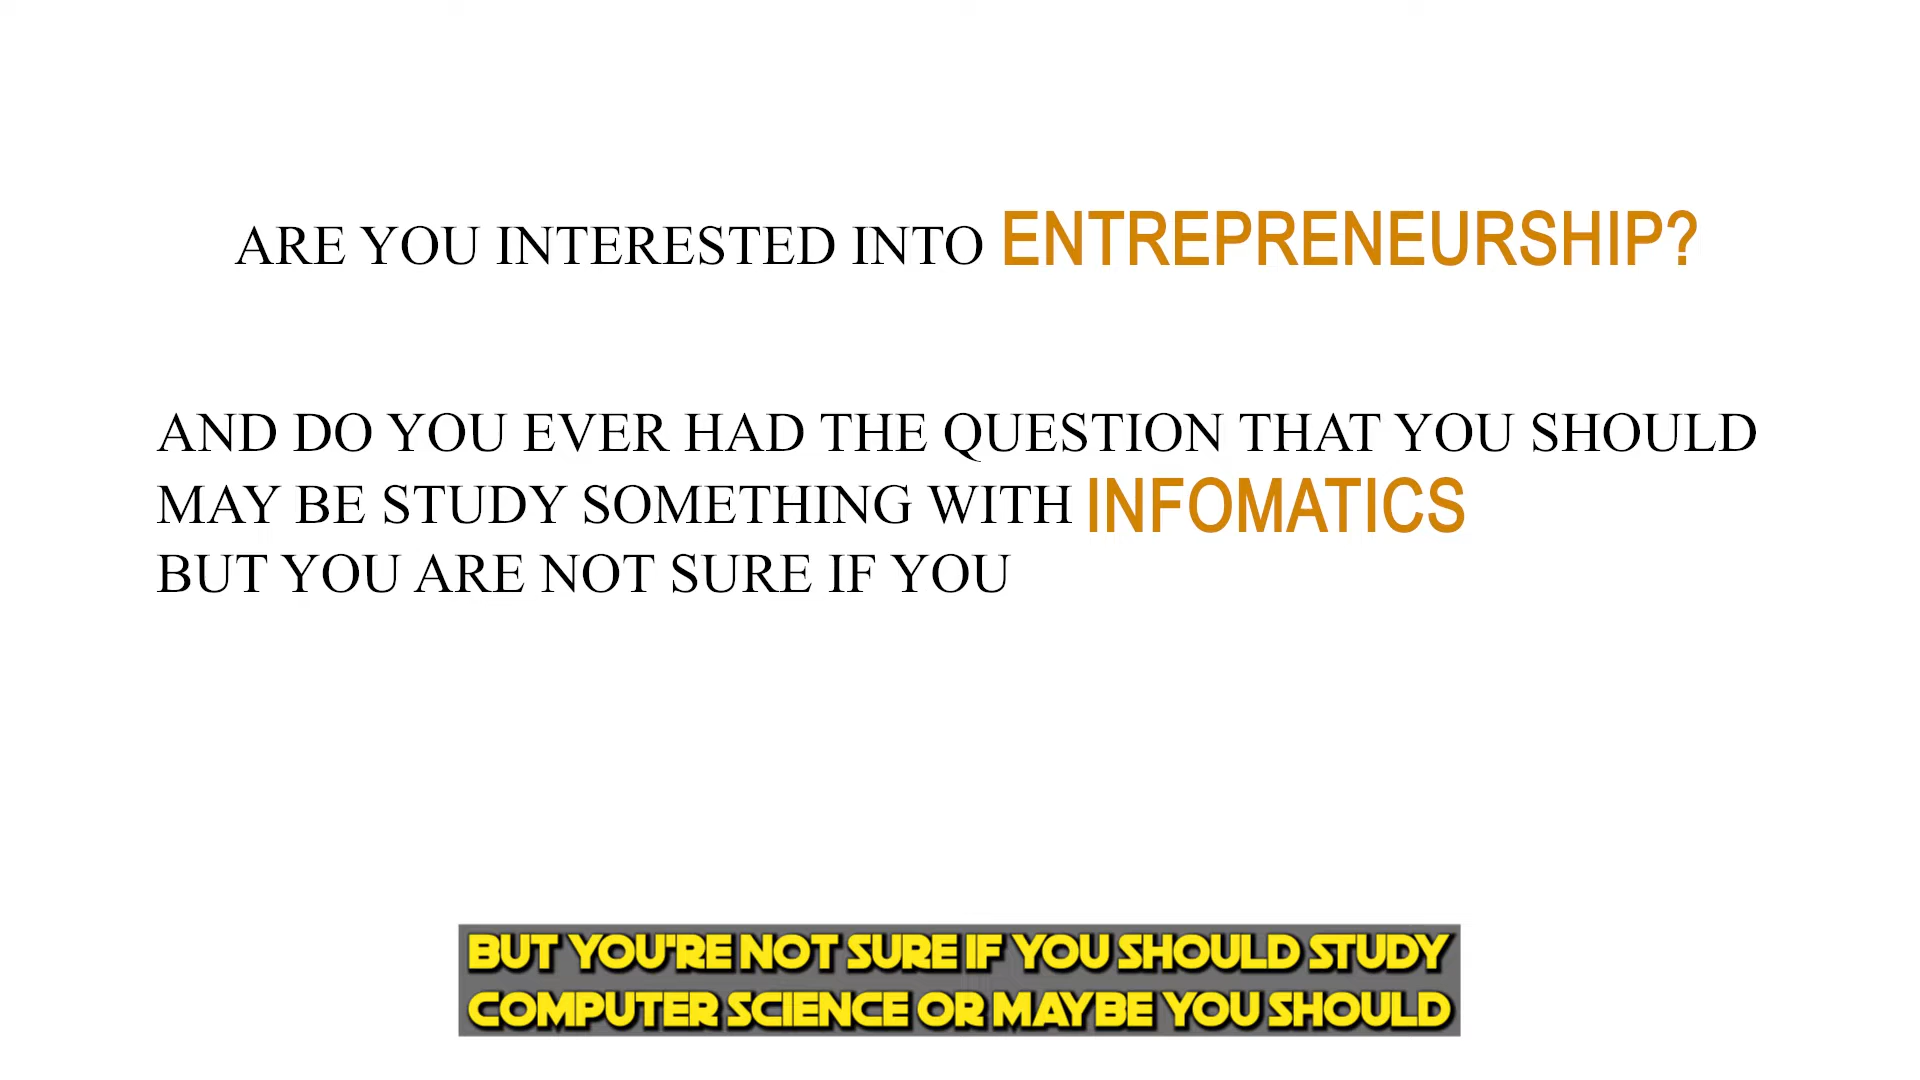 ARE YOU INTERESTED INTO ENTREPRENEURSHIP?
AND DO YOU EVER HAD THE QUESTION THAT YOU SHOULD
MAY BE STUDY SOMETHING WITH INFOMATICS
BUT YOU ARE NOT SURE IF YOU
BUT YOU'RE NOT SURE IF YOU SHOULD STUDY
COMPUTER SCIENCE OR MAYBE YOU SHOULD